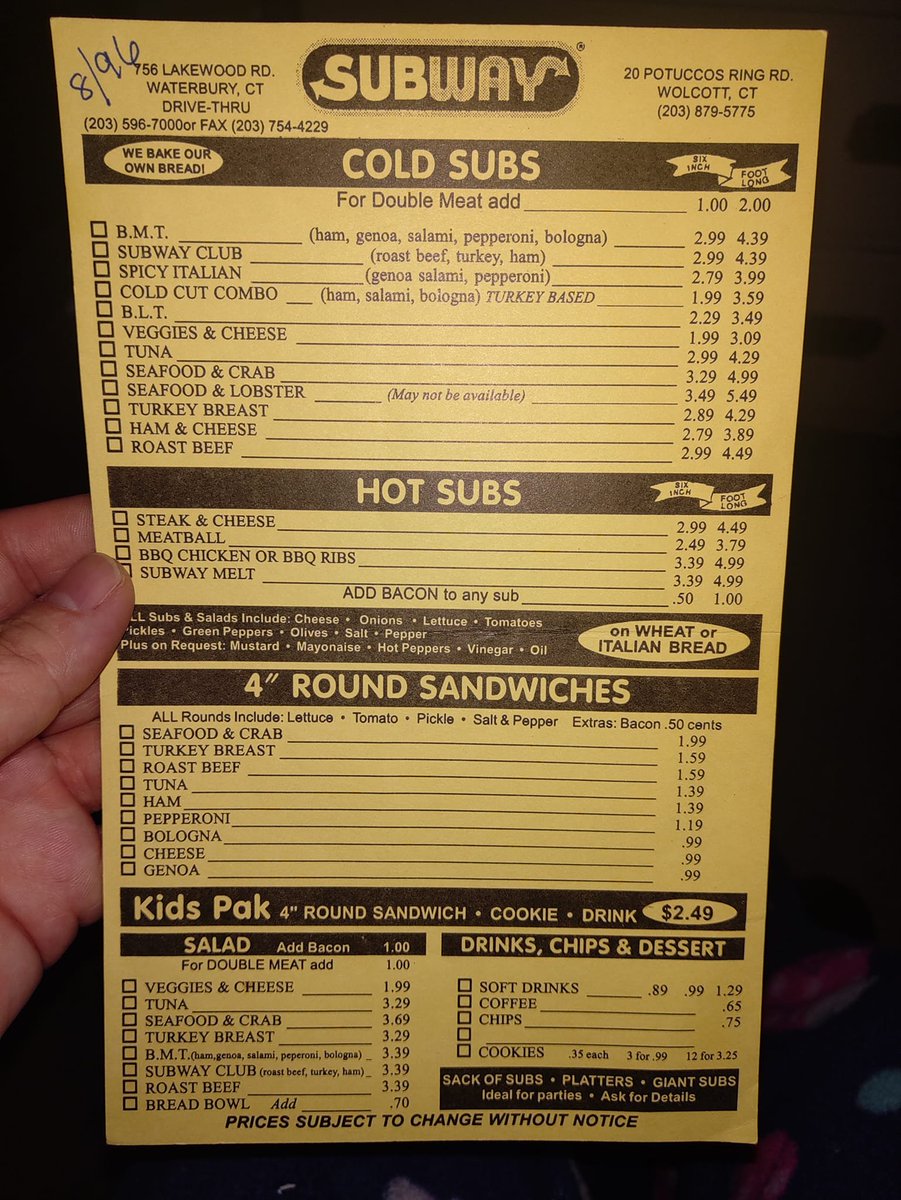 8/96
756 LAKEWOOD RD.
WATERBURY, CT
DRIVE-THRU
(203) 596-7000or FAX (203) 754-4229
SUBWAY®
20 POTUCCOS RING RD.
WOLCOTT, CT
(203) 879-5775
WE BAKE OUR
OWN BREAD!
COLD SUBS
SIX INCH FOOT LONG
For Double Meat add 1.00 2.00
B.M.T. (ham, genoa, salami, pepperoni, bologna) 2.99 4.39
SUBWAY CLUB (roast beef, turkey, ham) 2.99 4.39
SPICY ITALIAN (genoa salami, pepperoni) 2.79 3.99
COLD CUT COMBO (ham, salami, bologna) TURKEY BASED 1.99 3.59
B.L.T. 2.29 3.49
VEGGIES & CHEESE 1.99 3.09
TUNA 2.99 4.29
SEAFOOD & CRAB 3.29 4.99
SEAFOOD & LOBSTER (May not be available) 3.49 5.49
TURKEY BREAST 2.89 4.29
HAM & CHEESE 2.79 3.89
ROAST BEEF 2.99 4.49
HOT SUBS
SIX INCH FOOT LONG
STEAK & CHEESE 2.99 4.49
MEATBALL 2.49 3.79
BBQ CHICKEN OR BBQ RIBS 3.39 4.99
SUBWAY MELT 3.39 4.99
ADD BACON to any sub .50 1.00
LL Subs & Salads Include: Cheese • Onions • Lettuce • Tomatoes
ickles • Green Peppers • Olives • Salt • Pepper
Plus on Request: Mustard • Mayonaise • Hot Peppers • Vinegar • Oil
on WHEAT or
ITALIAN BREAD
4″ ROUND SANDWICHES
ALL Rounds Include: Lettuce • Tomato • Pickle • Salt & Pepper Extras: Bacon .50 cents
SEAFOOD & CRAB 1.99
TURKEY BREAST 1.59
ROAST BEEF 1.59
TUNA 1.39
HAM 1.39
PEPPERONI 1.19
BOLOGNA .99
CHEESE .99
GENOA .99
Kids Pak 4" ROUND SANDWICH • COOKIE • DRINK $2.49
SALAD Add Bacon 1.00
For DOUBLE MEAT add 1.00
VEGGIES & CHEESE 1.99
TUNA 3.29
SEAFOOD & CRAB 3.69
TURKEY BREAST 3.29
B.M.T.(ham,genoa, salami, peperoni, bologna) 3.39
SUBWAY CLUB (roast beef, turkey, ham) 3.39
ROAST BEEF 3.39
BREAD BOWL Add .70
DRINKS, CHIPS & DESSERT
SOFT DRINKS .89 .99 1.29
COFFEE .65
CHIPS .75
COOKIES .35 each 3 for .99 12 for 3.25
SACK OF SUBS • PLATTERS • GIANT SUBS
Ideal for parties • Ask for Details
PRICES SUBJECT TO CHANGE WITHOUT NOTICE